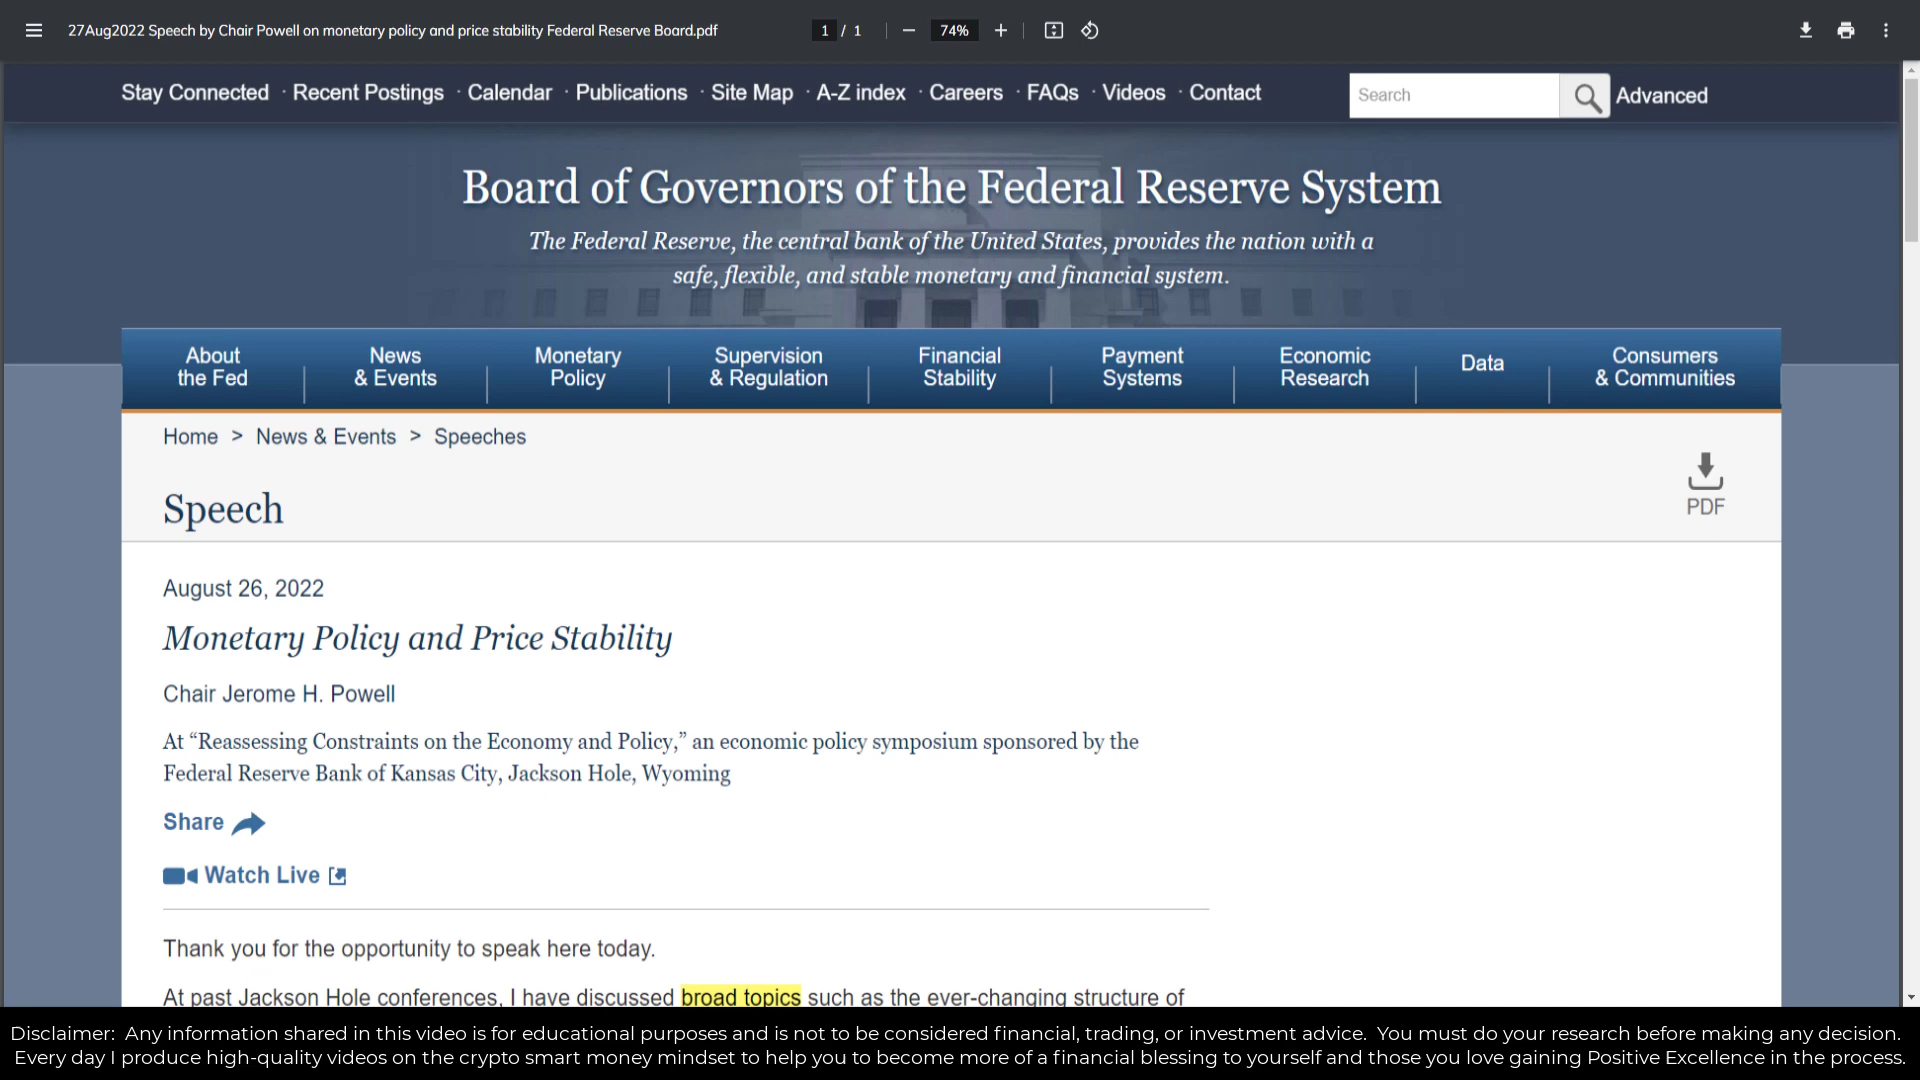 27Aug2022 Speech by Chair Powell on monetary policy and price stability Federal Reserve Board.pdf
1 / 1
74%
Stay Connected · Recent Postings · Calendar · Publications · Site Map · A-Z index · Careers · FAQs · Videos · Contact
Search
Advanced
Board of Governors of the Federal Reserve System
The Federal Reserve, the central bank of the United States, provides the nation with a
safe, flexible, and stable monetary and financial system.
About the Fed
News & Events
Monetary Policy
Supervision & Regulation
Financial Stability
Payment Systems
Economic Research
Data
Consumers & Communities
Home > News & Events > Speeches
Speech
PDF
August 26, 2022
Monetary Policy and Price Stability
Chair Jerome H. Powell
At “Reassessing Constraints on the Economy and Policy,” an economic policy symposium sponsored by the
Federal Reserve Bank of Kansas City, Jackson Hole, Wyoming
Share
Watch Live
Thank you for the opportunity to speak here today.
At past Jackson Hole conferences, I have discussed broad topics such as the ever-changing structure of
Disclaimer: Any information shared in this video is for educational purposes and is not to be considered financial, trading, or investment advice. You must do your research before making any decision.
Every day I produce high-quality videos on the crypto smart money mindset to help you to become more of a financial blessing to yourself and those you love gaining Positive Excellence in the process.